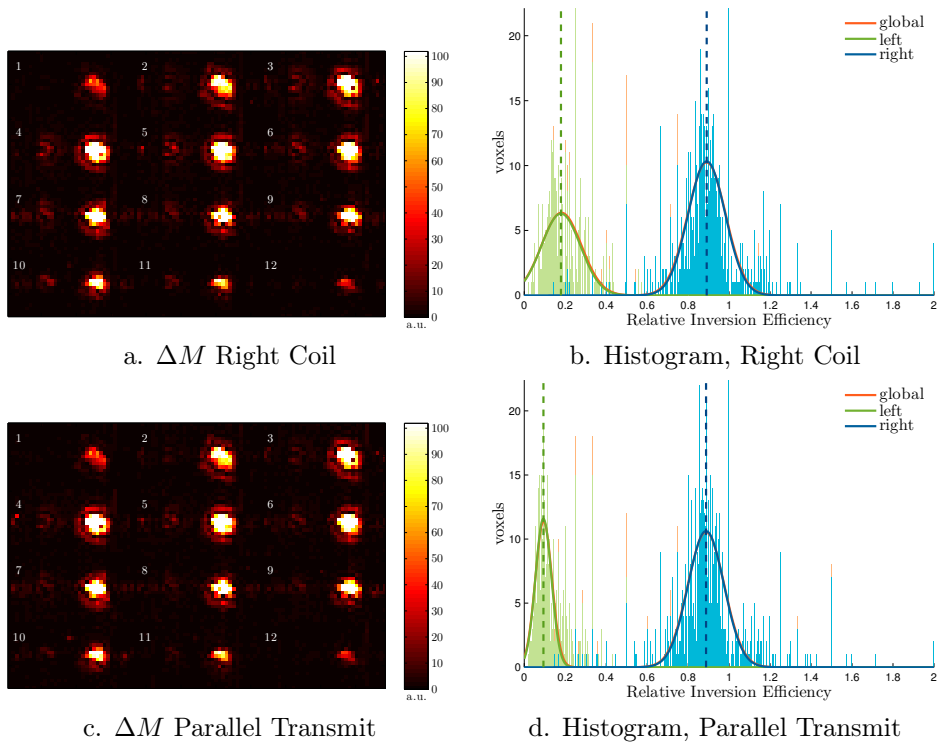 1 2 3
4 5 6
7 8 9
10 11 12
100
90
80
70
60
50
40
30
20
10
0
a.u.
a. ΔM Right Coil
global
left
right
20
15
10
5
0
voxels
0 0.2 0.4 0.6 0.8 1 1.2 1.4 1.6 1.8 2
Relative Inversion Efficiency
b. Histogram, Right Coil
1 2 3
4 5 6
7 8 9
10 11 12
100
90
80
70
60
50
40
30
20
10
0
a.u.
c. ΔM Parallel Transmit
global
left
right
20
15
10
5
0
voxels
0 0.2 0.4 0.6 0.8 1 1.2 1.4 1.6 1.8 2
Relative Inversion Efficiency
d. Histogram, Parallel Transmit